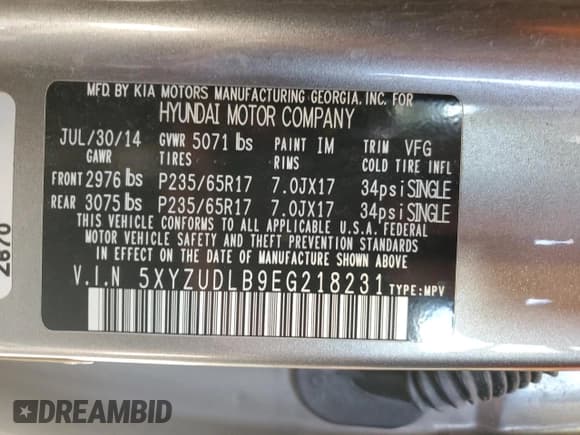 MFD. BY KIA MOTORS MANUFACTURING GEORGIA, INC. FOR
HYUNDAI MOTOR COMPANY
JUL/30/14 GVWR 5071 lbs PAINT IM TRIM VFG
GAWR TIRES RIMS COLD TIRE INFL
FRONT 2976 lbs P235/65R17 7.0JX17 34psi SINGLE
REAR 3075 lbs P235/65R17 7.0JX17 34psi SINGLE
THIS VEHICLE CONFORMS TO ALL APPLICABLE U.S.A. FEDERAL
MOTOR VEHICLE SAFETY AND THEFT PREVENTION STANDARDS
IN EFFECT ON THE DATE OF MANUFACTURE SHOWN ABOVE.
V.I.N 5XYZUDLB9EG218231 TYPE:MPV
2670
DREAMBID